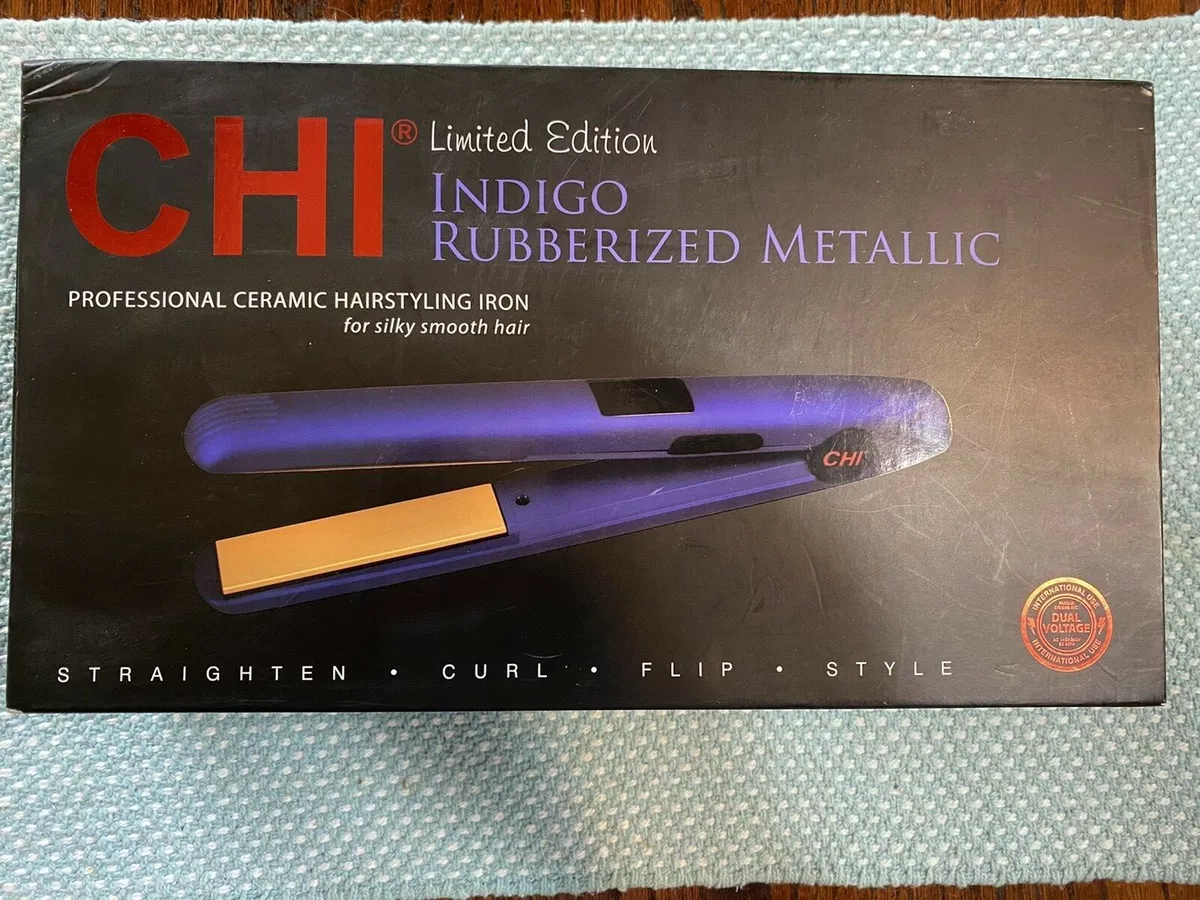 CHI® Limited Edition
INDIGO
RUBBERIZED METALLIC
PROFESSIONAL CERAMIC HAIRSTYLING IRON
for silky smooth hair
CHI
INTERNATIONAL USE
DUAL
VOLTAGE
INTERNATIONAL USE
STRAIGHTEN • CURL • FLIP • STYLE